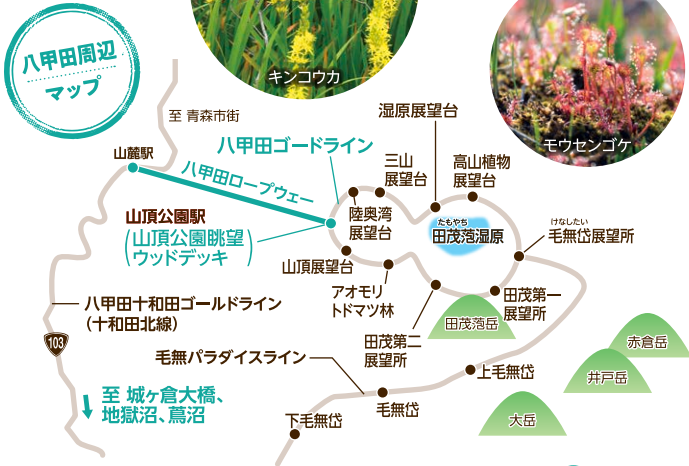 八甲田周辺
マップ
キンコウカ
モウセンゴケ
至 青森市街
湿原展望台
山麓駅
八甲田ゴードライン
三山
展望台
高山植物
展望台
八甲田ロープウェー
山頂公園駅
(山頂公園眺望
ウッドデッキ)
陸奥湾
展望台
たもやち
田茂萢湿原
けなしたい
毛無岱展望所
山頂展望台
アオモリ
トドマツ林
田茂第一
展望所
八甲田十和田ゴールドライン
(十和田北線)
田茂萢岳
田茂第二
展望所
赤倉岳
103
毛無パラダイスライン
井戸岳
上毛無岱
至 城ヶ倉大橋、
地獄沼、蔦沼
毛無岱
下毛無岱
大岳